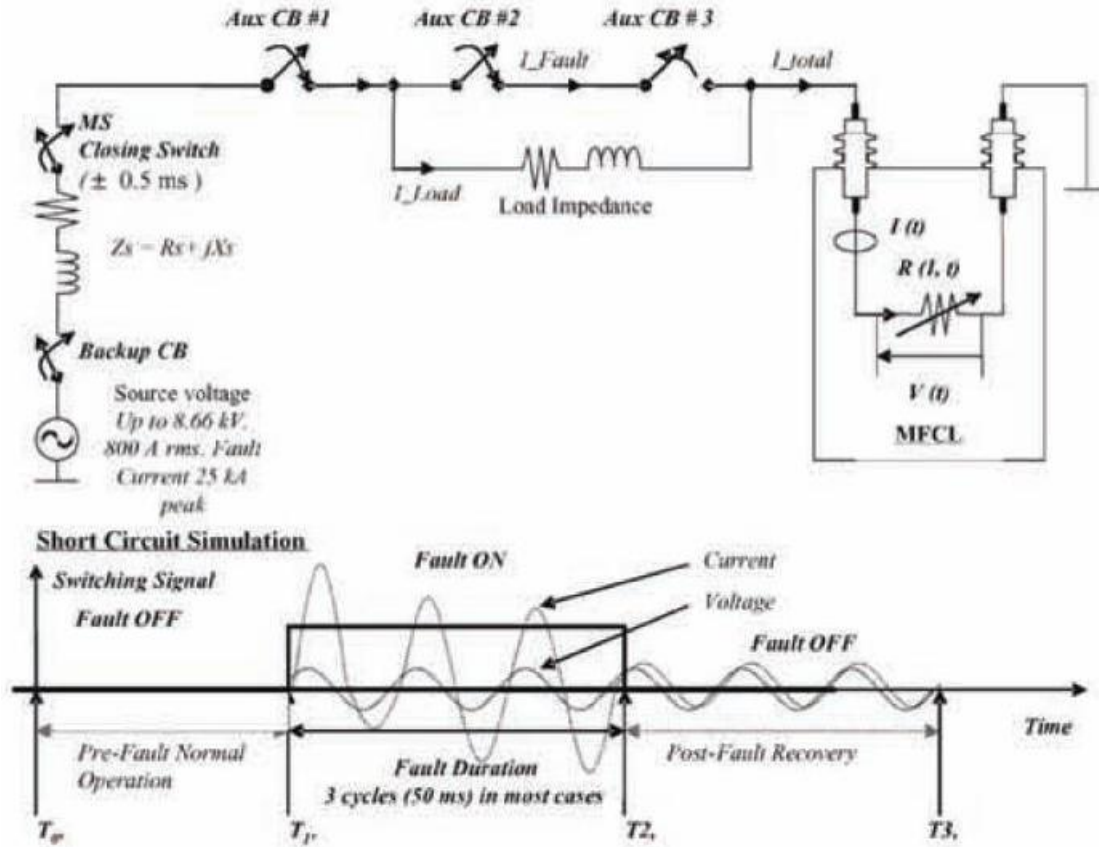 Aux CB #1
Aux CB #2
Aux CB # 3
I_Fault
I_total
MS
Closing Switch
(± 0.5 ms )
I_Load
Load Impedance
Zs = Rs+ jXs
I (t)
R (I, t)
V (t)
MFCL
Backup CB
Source voltage
Up to 8.66 kV.
800 A rms. Fault
Current 25 kA
peak
Short Circuit Simulation
Switching Signal
Fault OFF
Fault ON
Current
Voltage
Fault OFF
Time
Pre-Fault Normal
Operation
Fault Duration
3 cycles (50 ms) in most cases
Post-Fault Recovery
T₀,
T₁,
T2,
T3,